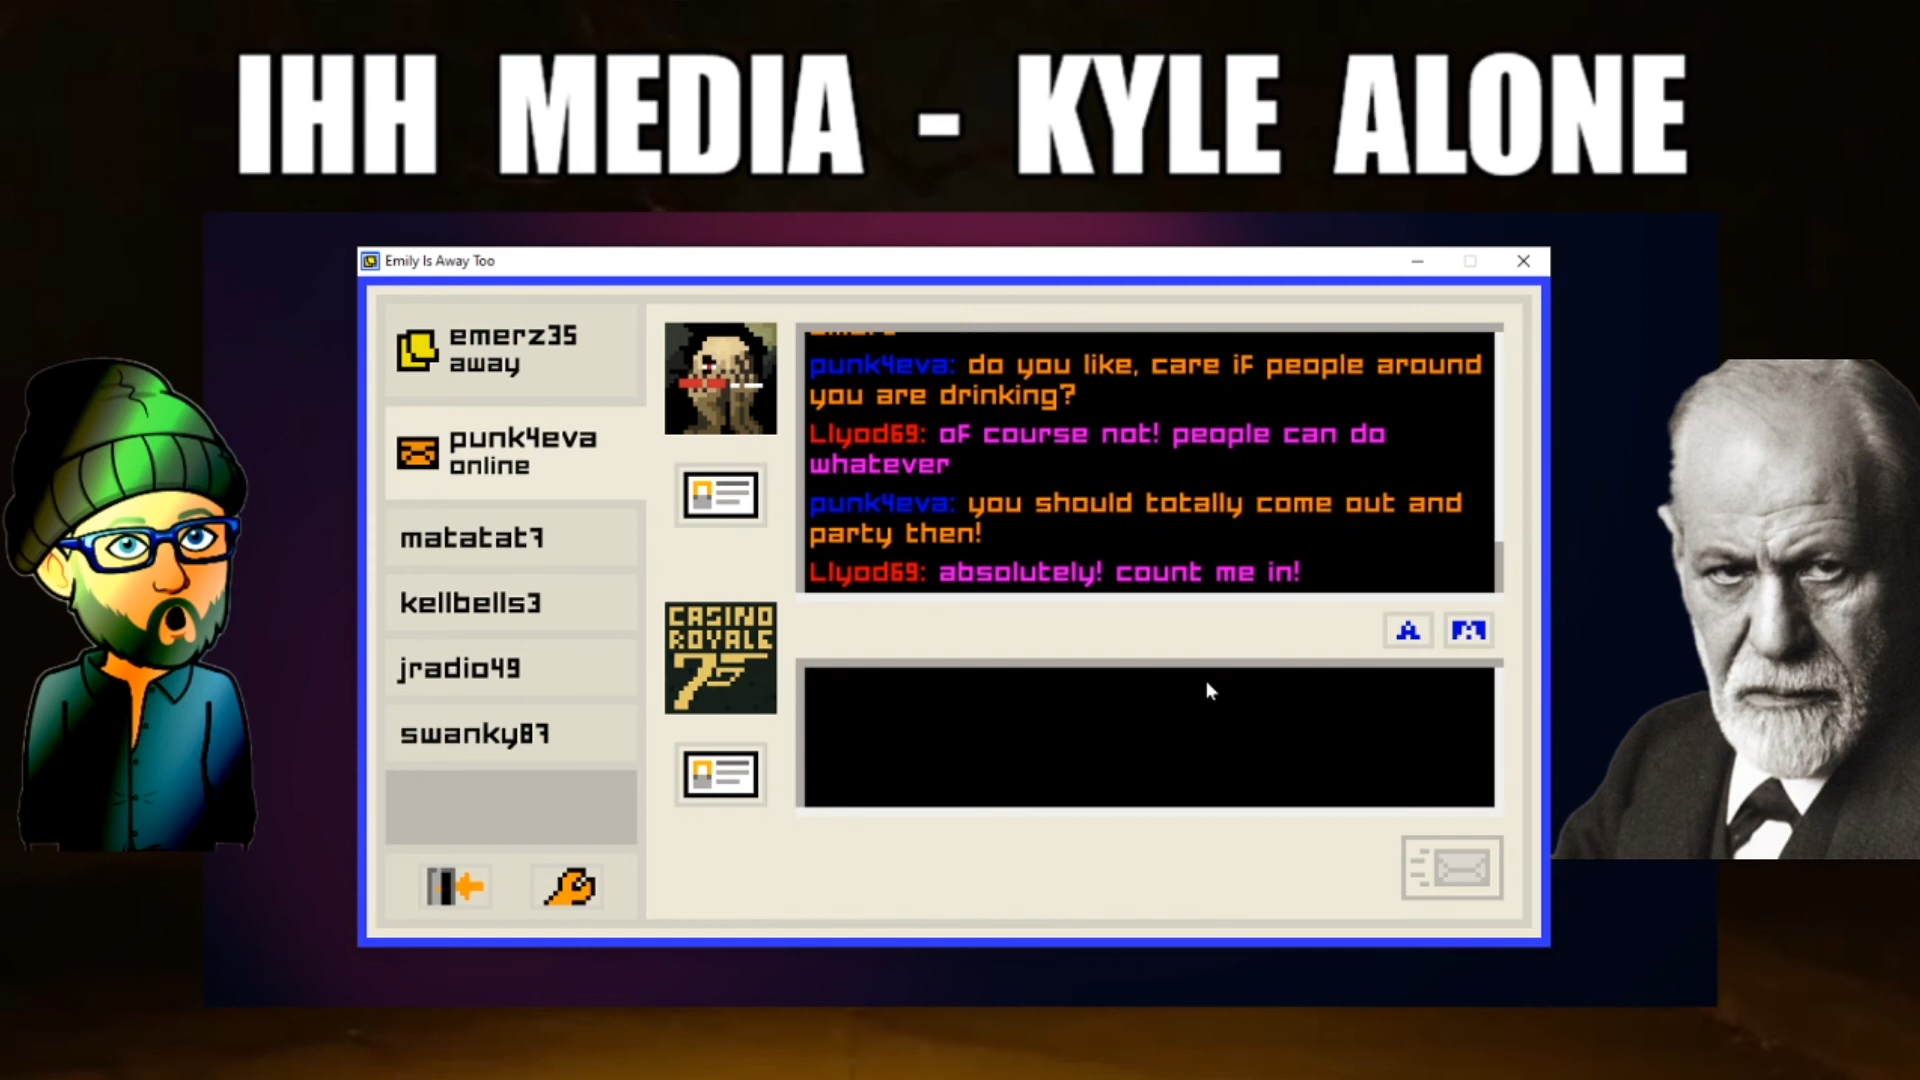 IHH MEDIA - KYLE ALONE
Emily Is Away Too
emerz35
away
punk4eva
online
matatat7
kellbells3
jradio49
swanky87
punk4eva: do you like, care if people around
you are drinking?
Llyod69: of course not! people can do
whatever
punk4eva: you should totally come out and
party then!
Llyod69: absolutely! count me in!
CASINO
ROYALE
7
A
M